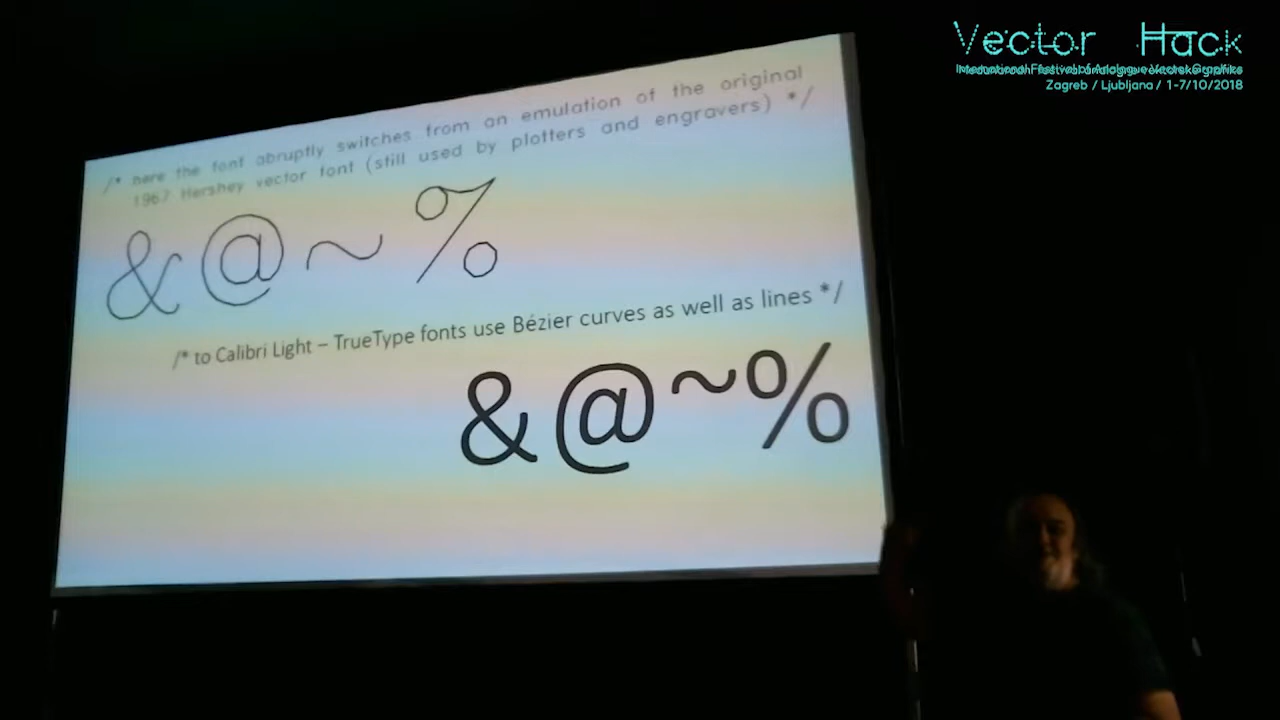 Vector Hack
Zagreb / Ljubljana / 1-7/10/2018
/* here the font abruptly switches from an emulation of the original
1967 Hershey vector font (still used by plotters and engravers) */
&@~%
/* to Calibri Light – TrueType fonts use Bézier curves as well as lines */
&@~%